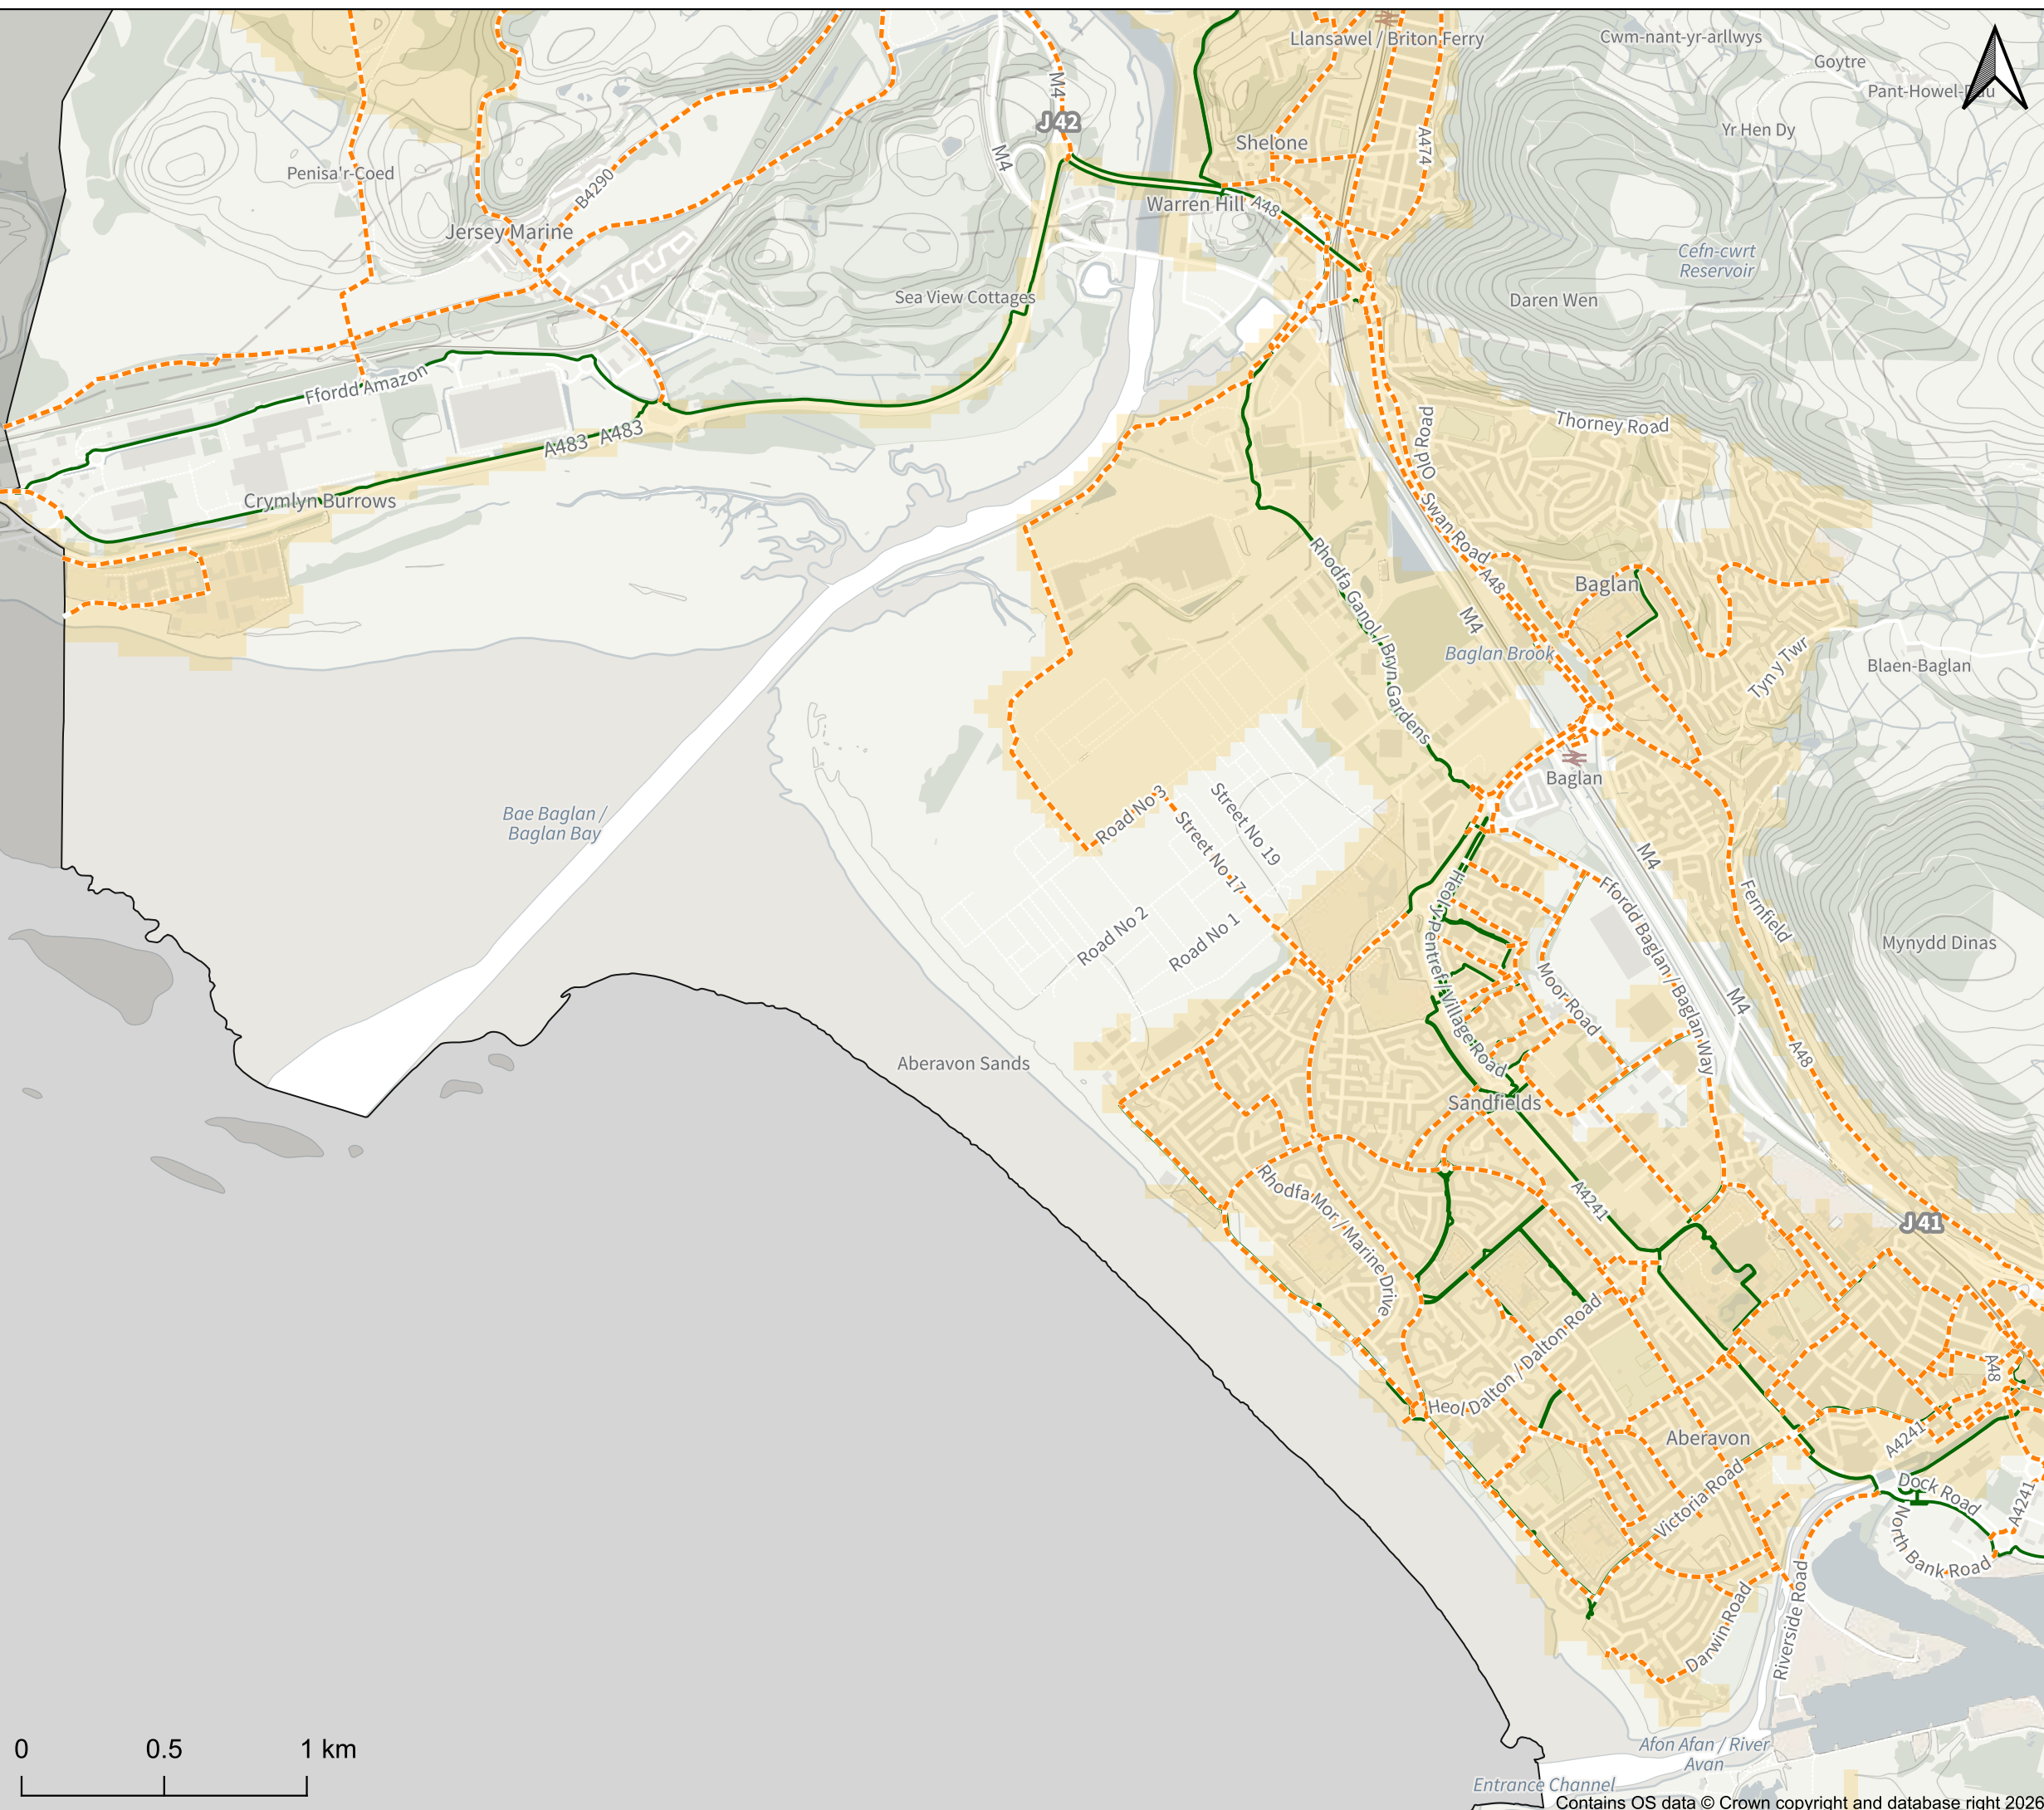 Llansawel / Briton Ferry
Cwm-nant-yr-arllwys
Goytre
Pant-Howel-Ddu
M4
J 42
Shelone
A474
Yr Hen Dy
Penisa'r-Coed
M4
B4290
Jersey Marine
Warren Hill
A48
Cefn-cwrt
Reservoir
Sea View Cottages
Daren Wen
Ffordd Amazon
A483
A483
Old Road
Thorney Road
Crymlyn Burrows
Swan Road
A48
Rhodfa Ganol / Bryn Gardens
Baglan
M4
Baglan Brook
Tyn y Twr
Blaen-Baglan
Baglan
Bae Baglan /
Baglan Bay
Road No 3
Street No 19
Street No 17
M4
Heol y Pentref / Village Road
Ffordd Baglan / Baglan Way
Fernfield
Road No 2
Road No 1
Mynydd Dinas
Moor Road
M4
Aberavon Sands
A48
Sandfields
Rhodfa Mor / Marine Drive
A4241
J 41
Heol Dalton / Dalton Road
A48
Aberavon
A4241
Victoria Road
Dock Road
A4241
North Bank Road
Darwin Road
Riverside Road
0
0.5
1 km
Afon Afan / River
Avan
Entrance Channel
Contains OS data © Crown copyright and database right 2026